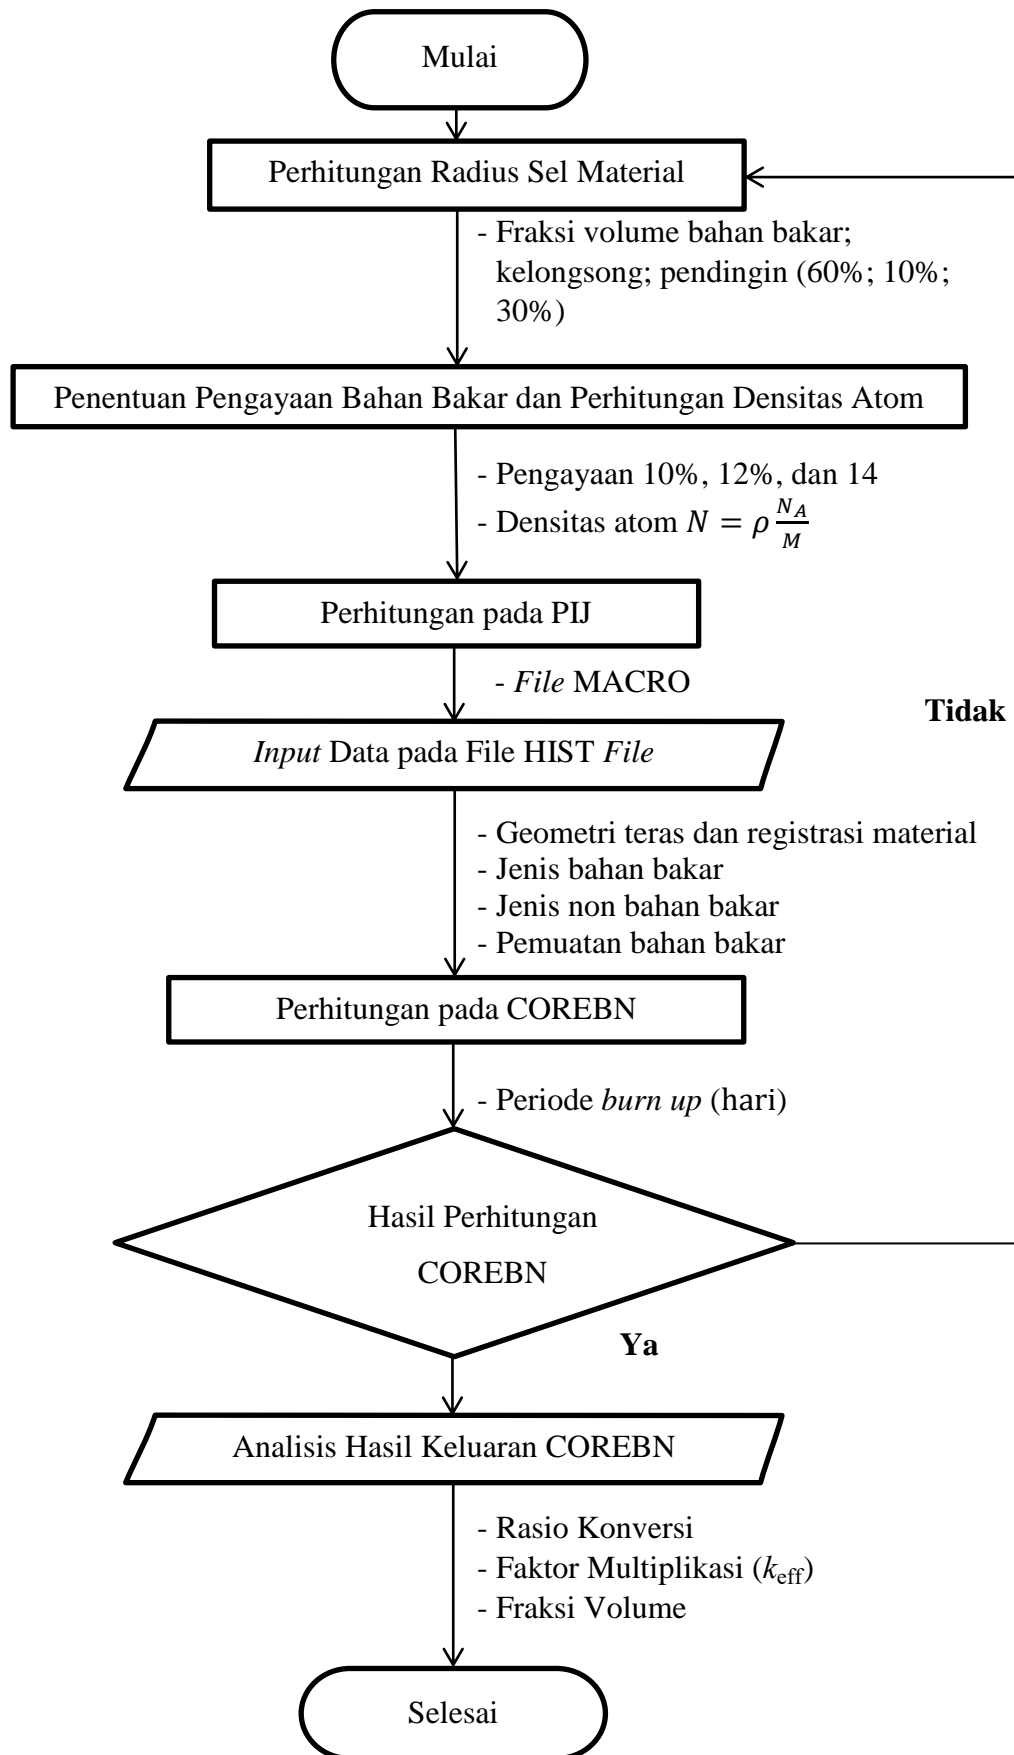 Mulai
Perhitungan Radius Sel Material
- Fraksi volume bahan bakar;
kelongsong; pendingin (60%; 10%;
30%)
Penentuan Pengayaan Bahan Bakar dan Perhitungan Densitas Atom
- Pengayaan 10%, 12%, dan 14
- Densitas atom N = ρ N_A/M
Perhitungan pada PIJ
- File MACRO
Tidak
Input Data pada File HIST File
- Geometri teras dan registrasi material
- Jenis bahan bakar
- Jenis non bahan bakar
- Pemuatan bahan bakar
Perhitungan pada COREBN
- Periode burn up (hari)
Hasil Perhitungan
COREBN
Ya
Analisis Hasil Keluaran COREBN
- Rasio Konversi
- Faktor Multiplikasi (k_eff)
- Fraksi Volume
Selesai